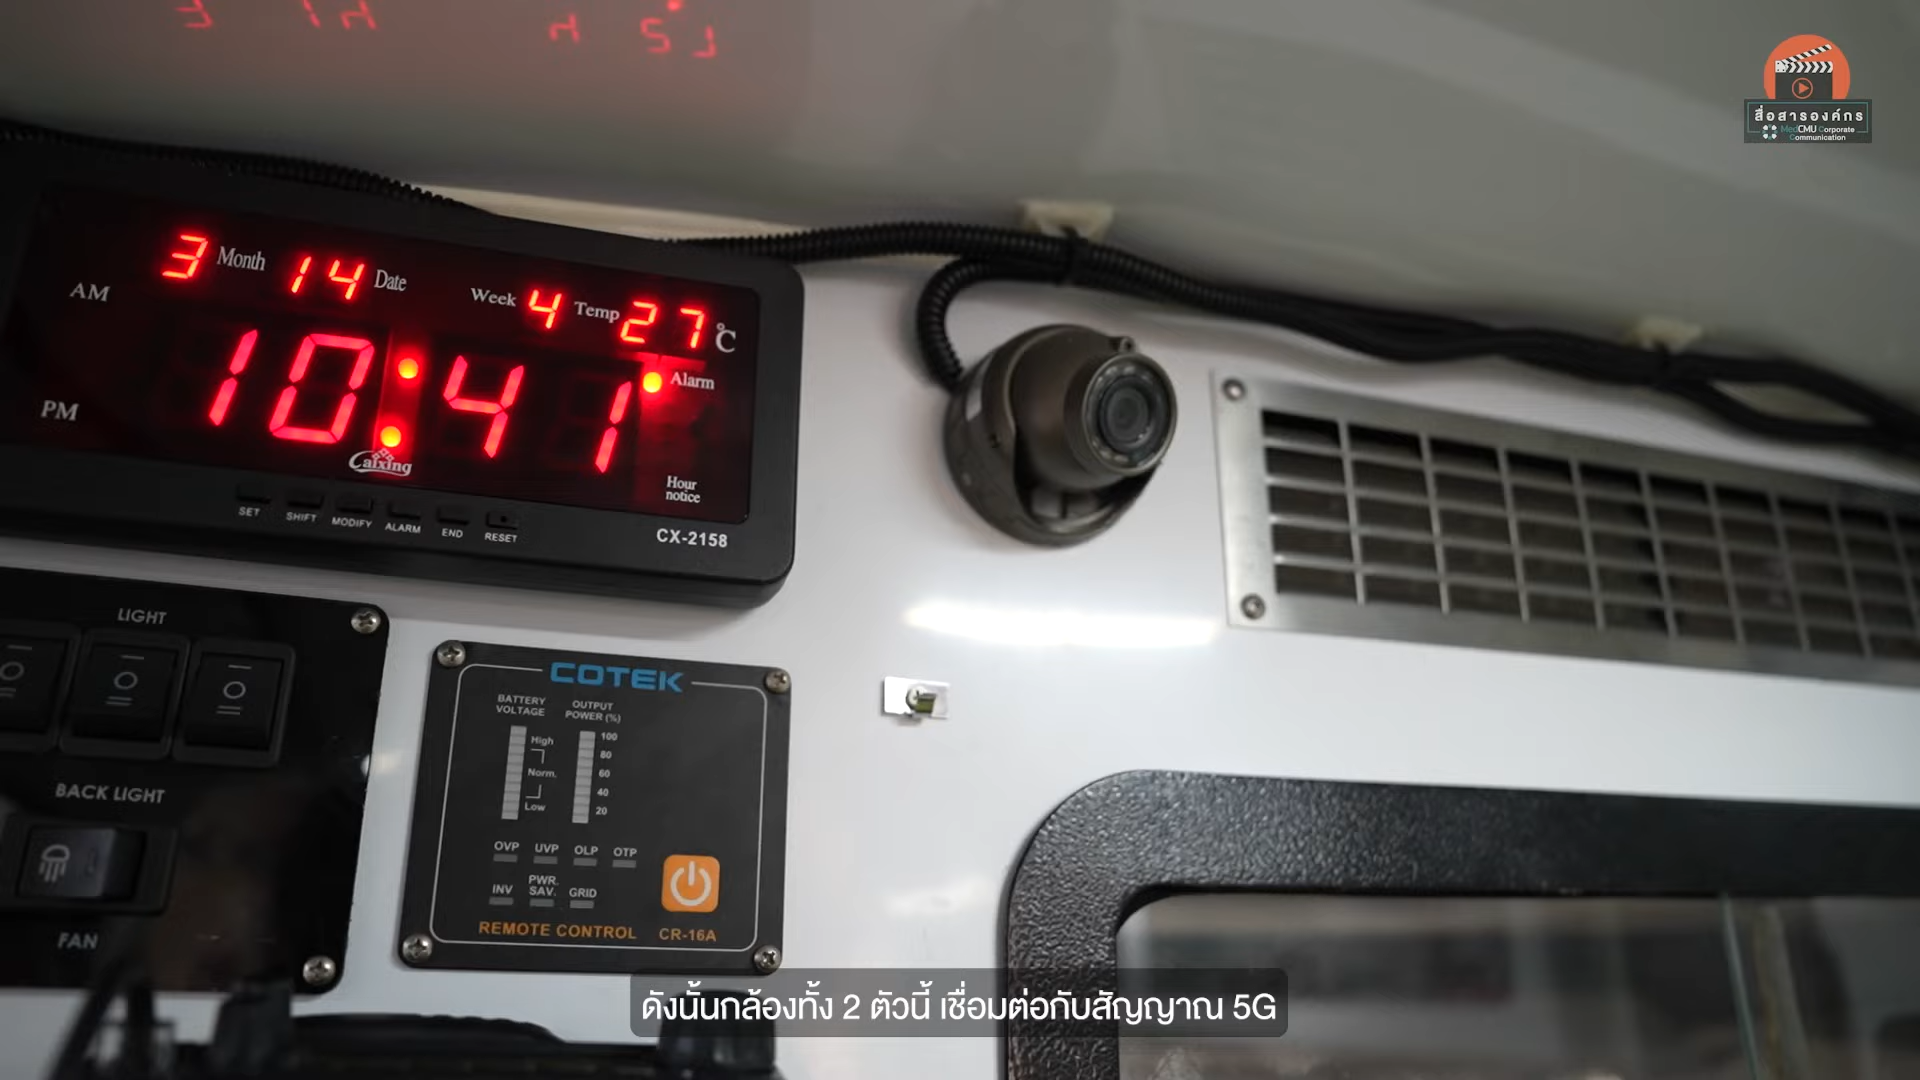 สื่อสารองค์กร
MedCMU Corporate
Communication
3 Month 14 Date
Week 4 Temp 27 °C
AM
10:41
Alarm
PM
Caixing
Hour
notice
SET SHIFT MODIFY ALARM END RESET
CX-2158
LIGHT
BACK LIGHT
FAN
COTEK
BATTERY
VOLTAGE
OUTPUT
POWER (%)
High
Norm.
Low
100
80
60
40
20
OVP UVP OLP OTP
INV PWR. SAV. GRID
REMOTE CONTROL CR-16A
ดังนั้นกล้องทั้ง 2 ตัวนี้ เชื่อมต่อกับสัญญาณ 5G